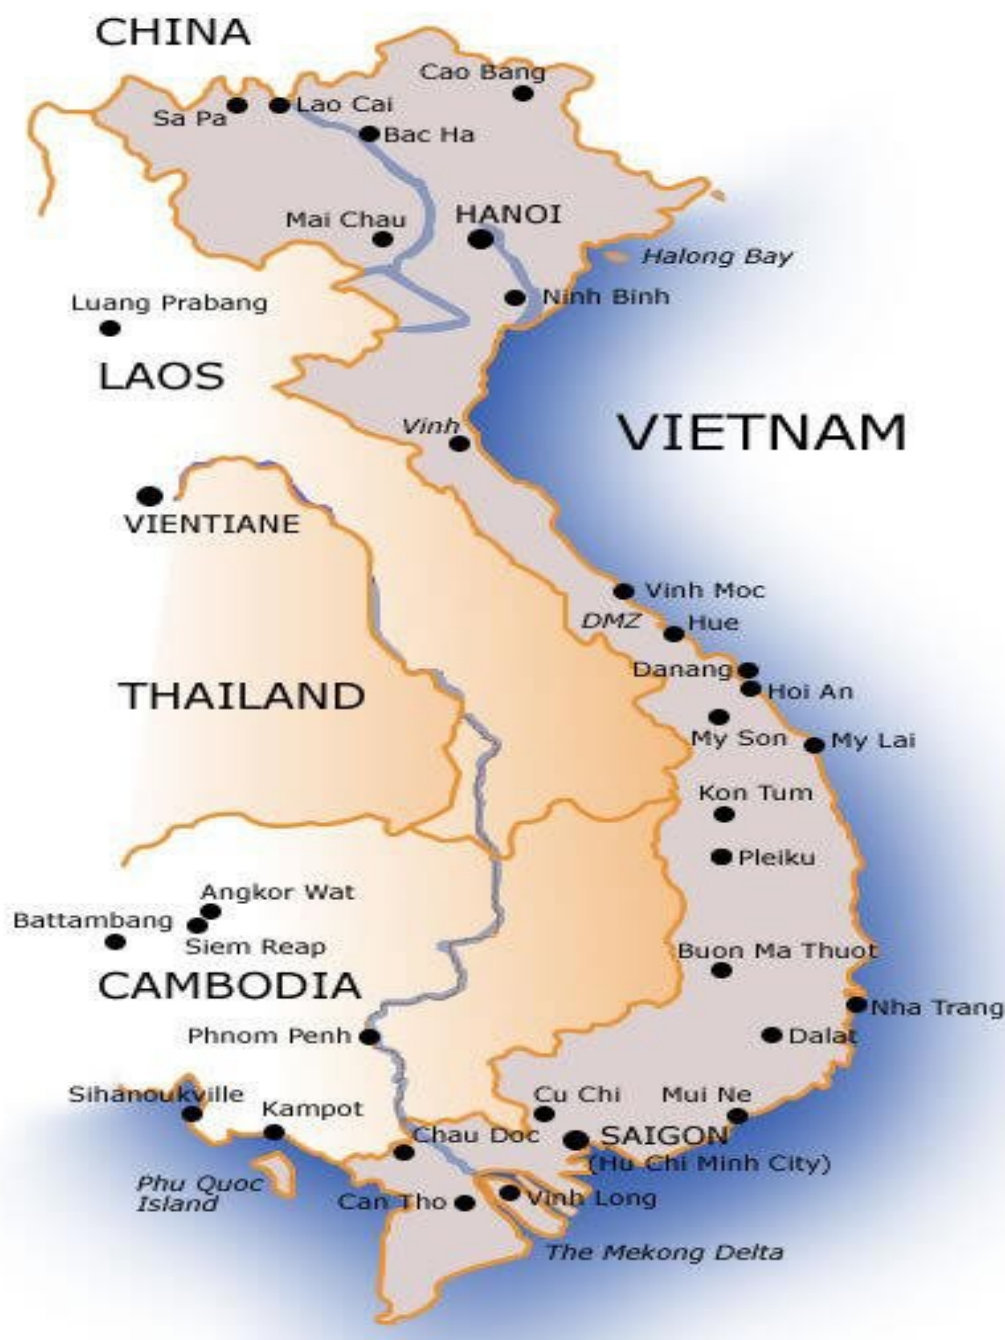 CHINA
Cao Bang
Sa Pa
Lao Cai
Bac Ha
Mai Chau
HANOI
Halong Bay
Luang Prabang
Ninh Binh
LAOS
Vinh
VIETNAM
VIENTIANE
Vinh Moc
DMZ
Hue
Danang
Hoi An
THAILAND
My Son
My Lai
Kon Tum
Pleiku
Angkor Wat
Battambang
Siem Reap
Buon Ma Thuot
CAMBODIA
Nha Trang
Phnom Penh
Dalat
Sihanoukville
Kampot
Cu Chi
Mui Ne
Chau Doc
SAIGON
(Hu Chi Minh City)
Phu Quoc
Island
Can Tho
Vinh Long
The Mekong Delta